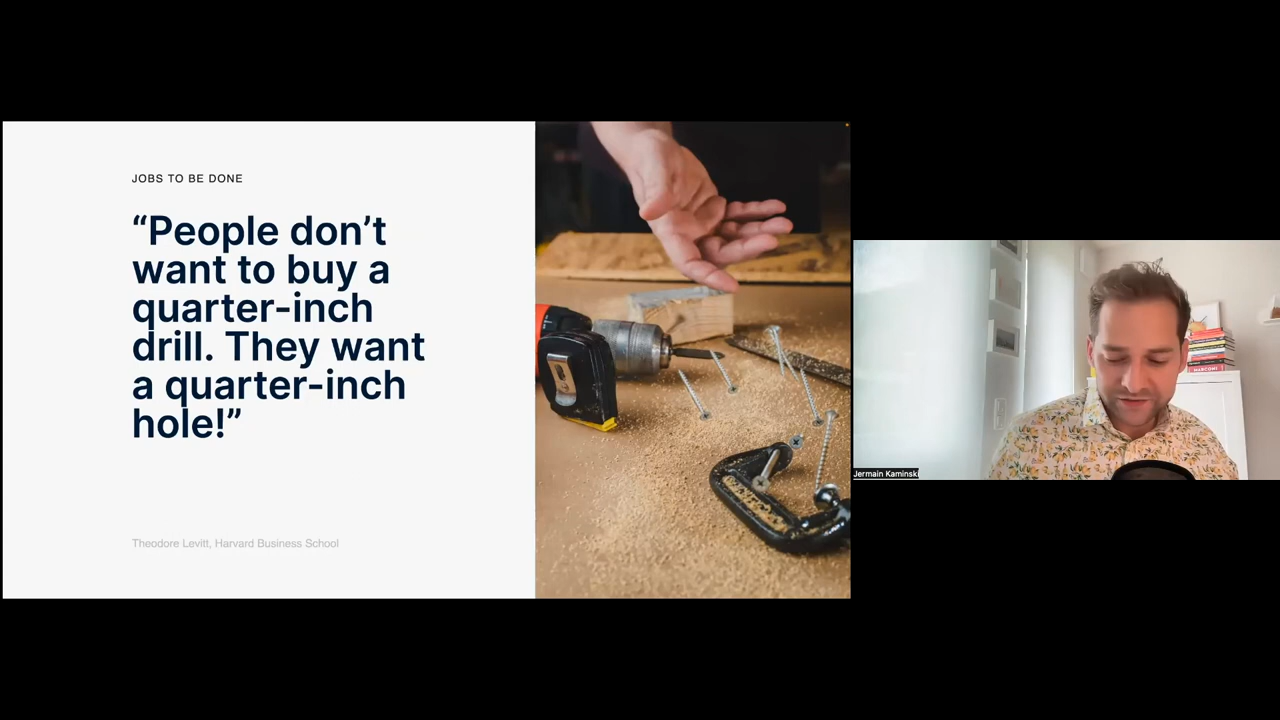 JOBS TO BE DONE
“People don’t
want to buy a
quarter-inch
drill. They want
a quarter-inch
hole!”
Theodore Levitt, Harvard Business School
MARCONI
Jermain Kaminski